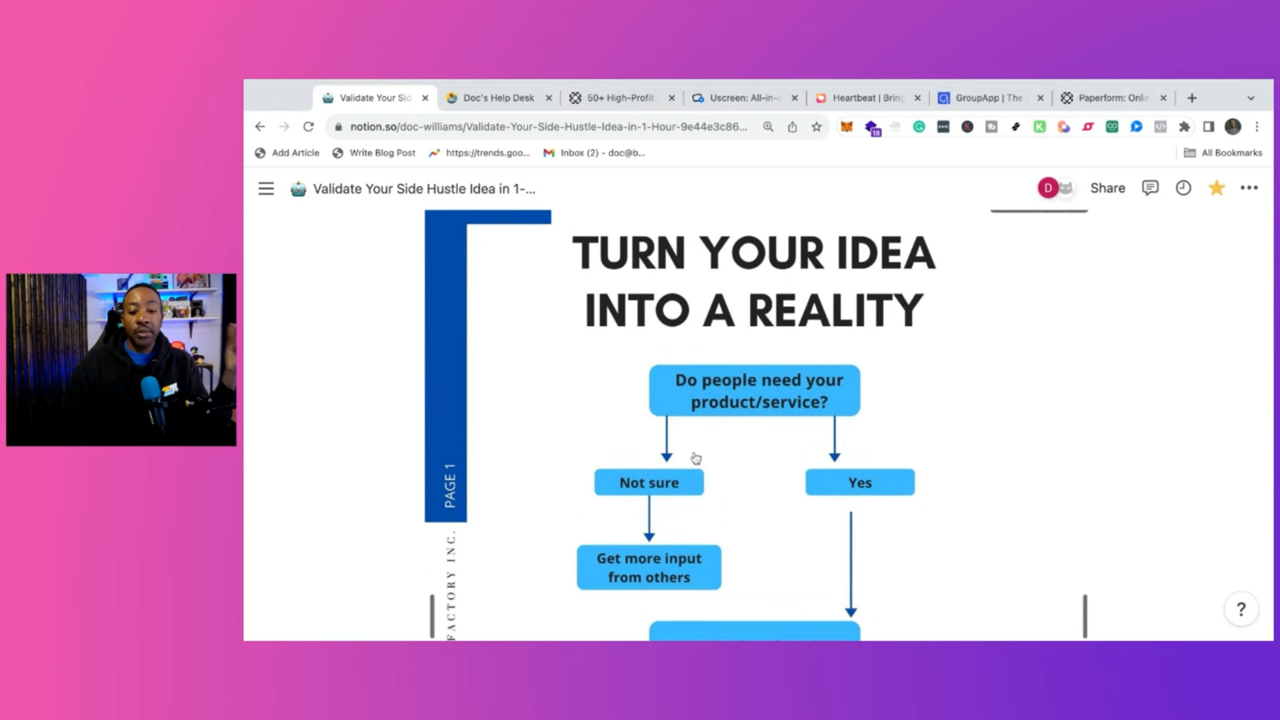 Validate Your Sid
Doc's Help Desk
50+ High-Profit
Uscreen: All-in-
Heartbeat | Bring
GroupApp | The
Paperform: Onlin
notion.so/doc-williams/Validate-Your-Side-Hustle-Idea-in-1-Hour-9e44e3c86...
18
Add Article
Write Blog Post
https://trends.goo...
Inbox (2) - doc@b...
All Bookmarks
Validate Your Side Hustle Idea in 1-...
D
Share
TURN YOUR IDEA
INTO A REALITY
Do people need your
product/service?
Not sure
Yes
Get more input
from others
PAGE 1
FACTORY INC.
?